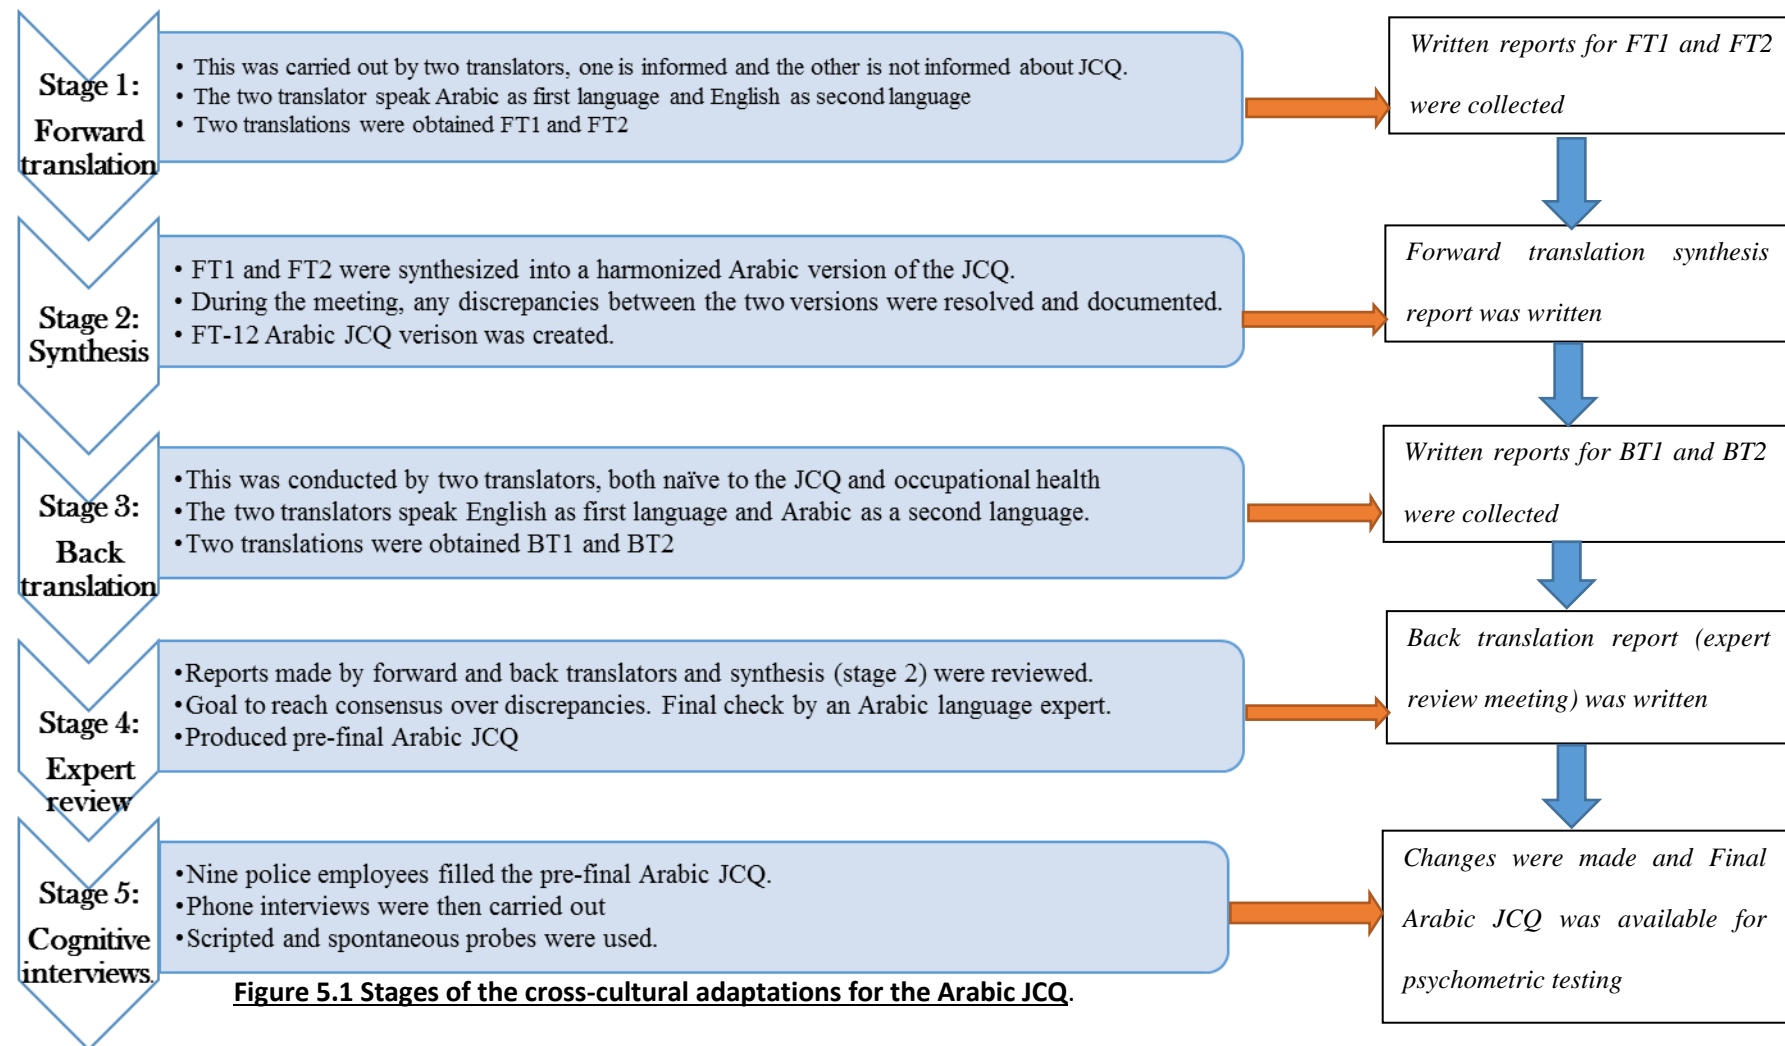 Stage 1:
Forward
translation
• This was carried out by two translators, one is informed and the other is not informed about JCQ.
• The two translator speak Arabic as first language and English as second language
• Two translations were obtained FT1 and FT2
Written reports for FT1 and FT2
were collected
Stage 2:
Synthesis
• FT1 and FT2 were synthesized into a harmonized Arabic version of the JCQ.
• During the meeting, any discrepancies between the two versions were resolved and documented.
• FT-12 Arabic JCQ verison was created.
Forward translation synthesis
report was written
Stage 3:
Back
translation
•This was conducted by two translators, both naïve to the JCQ and occupational health
•The two translators speak English as first language and Arabic as a second language.
•Two translations were obtained BT1 and BT2
Written reports for BT1 and BT2
were collected
Stage 4:
Expert
review
•Reports made by forward and back translators and synthesis (stage 2) were reviewed.
•Goal to reach consensus over discrepancies. Final check by an Arabic language expert.
•Produced pre-final Arabic JCQ
Back translation report (expert
review meeting) was written
Stage 5:
Cognitive
interviews.
•Nine police employees filled the pre-final Arabic JCQ.
•Phone interviews were then carried out
•Scripted and spontaneous probes were used.
Changes were made and Final
Arabic JCQ was available for
psychometric testing
Figure 5.1 Stages of the cross-cultural adaptations for the Arabic JCQ.